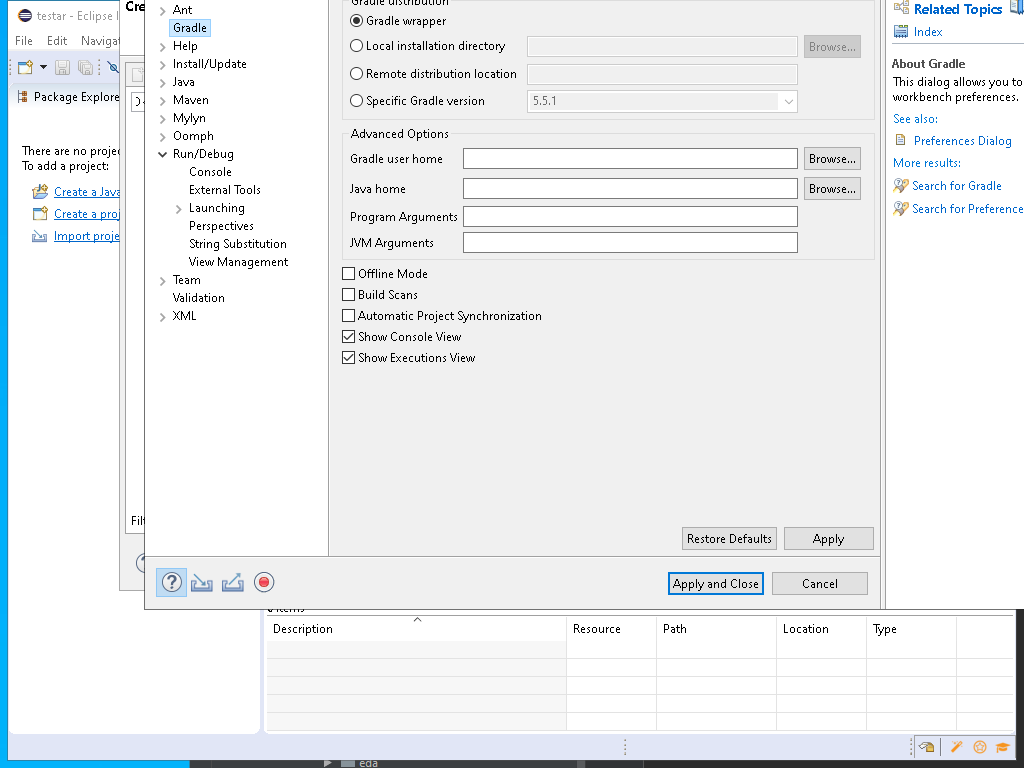 testar - Eclipse I
File Edit Navigat
Package Explore
There are no projec
To add a project:
Create a Java
Create a proj
Import proje
Cre
Filt
Ant
Gradle
Help
Install/Update
Java
Maven
Mylyn
Oomph
Run/Debug
Console
External Tools
Launching
Perspectives
String Substitution
View Management
Team
Validation
XML
Gradle distribution
Gradle wrapper
Local installation directory
Browse...
Remote distribution location
Specific Gradle version
5.5.1
Advanced Options
Gradle user home
Browse...
Java home
Browse...
Program Arguments
JVM Arguments
Offline Mode
Build Scans
Automatic Project Synchronization
Show Console View
Show Executions View
Restore Defaults
Apply
Apply and Close
Cancel
Related Topics
Index
About Gradle
This dialog allows you to
workbench preferences.
See also:
Preferences Dialog
More results:
Search for Gradle
Search for Preference
items
Description
Resource
Path
Location
Type
eda